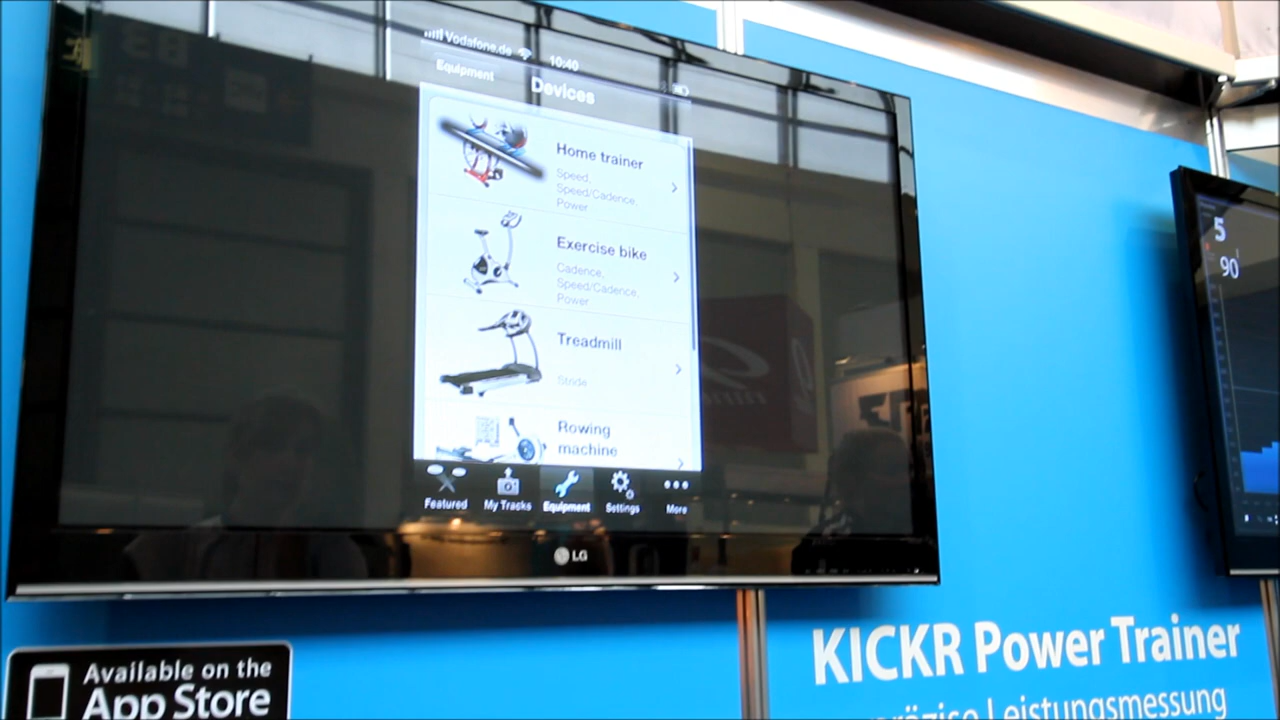 Vodafone.de 10:40
Equipment
Devices
Home trainer
Speed,
Speed/Cadence,
Power
Exercise bike
Cadence,
Speed/Cadence,
Power
Treadmill
Stride
Rowing
machine
Featured My Tracks Equipment Settings More
LG
5
90
Available on the
App Store
KICKR Power Trainer
präzise Leistungsmessung